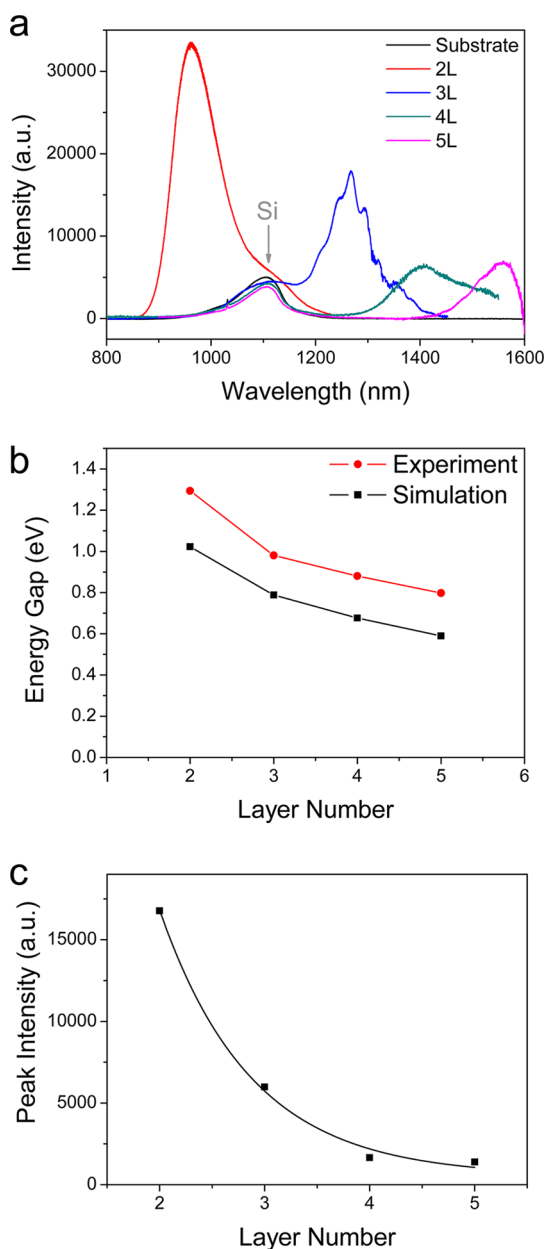 a
Substrate
2L
3L
4L
5L
Si
30000
20000
10000
0
Intensity (a.u.)
800 1000 1200 1400 1600
Wavelength (nm)
b
Experiment
Simulation
1.4
1.2
1.0
0.8
0.6
0.4
0.2
0.0
Energy Gap (eV)
1 2 3 4 5 6
Layer Number
c
15000
10000
5000
0
Peak Intensity (a.u.)
2 3 4 5
Layer Number